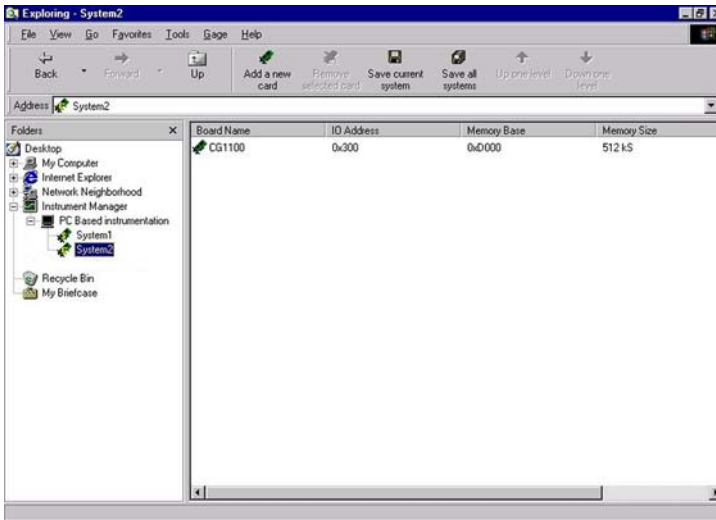 Exploring - System2
File View Go Favorites Tools Gage Help
Back Forward Up Add a new card Remove selected card Save current system Save all systems Up one level Down one level
Address System2
Folders
Board Name IO Address Memory Base Memory Size
CG1100 0x300 0xD000 512 kS
Desktop
My Computer
Internet Explorer
Network Neighborhood
Instrument Manager
PC Based instrumentation
System1
System2
Recycle Bin
My Briefcase